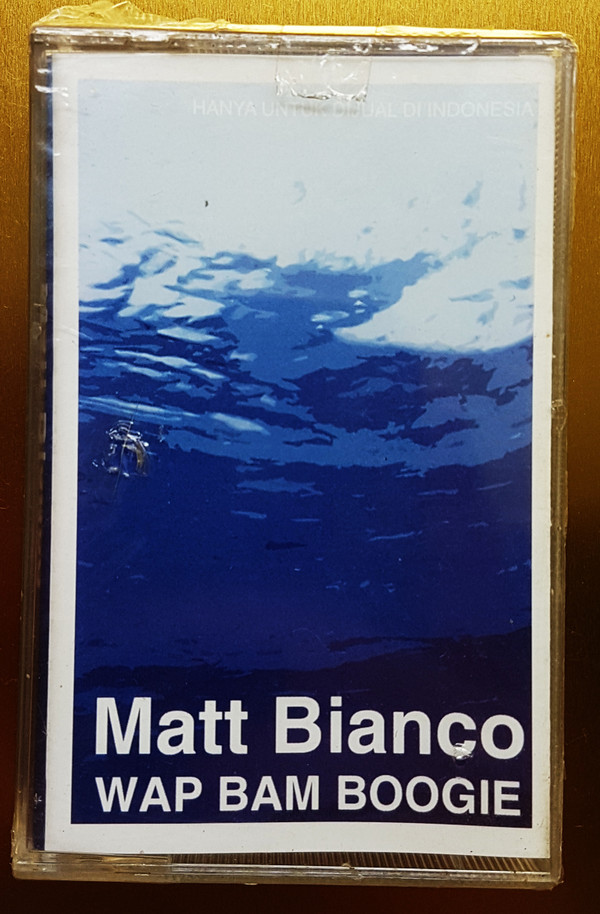 HANYA UNTUK DIJUAL DI INDONESIA
Matt Bianco
WAP BAM BOOGIE